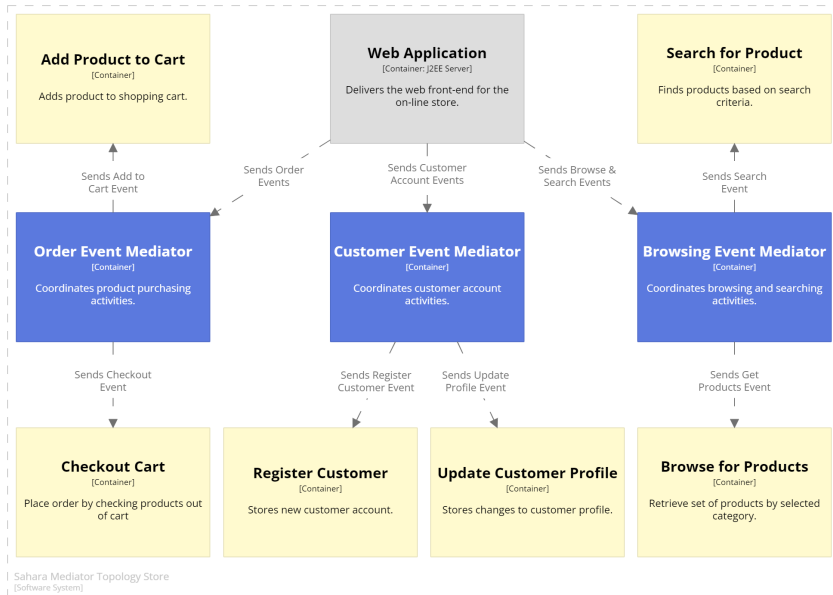 Add Product to Cart
[Container]
Adds product to shopping cart.
Web Application
[Container: J2EE Server]
Delivers the web front-end for the
on-line store.
Search for Product
[Container]
Finds products based on search
criteria.
Sends Add to
Cart Event
Sends Order
Events
Sends Customer
Account Events
Sends Browse &
Search Events
Sends Search
Event
Order Event Mediator
[Container]
Coordinates product purchasing
activities.
Customer Event Mediator
[Container]
Coordinates customer account
activities.
Browsing Event Mediator
[Container]
Coordinates browsing and searching
activities.
Sends Checkout
Event
Sends Register
Customer Event
Sends Update
Profile Event
Sends Get
Products Event
Checkout Cart
[Container]
Place order by checking products out
of cart
Register Customer
[Container]
Stores new customer account.
Update Customer Profile
[Container]
Stores changes to customer profile.
Browse for Products
[Container]
Retrieve set of products by selected
category.
Sahara Mediator Topology Store
[Software System]